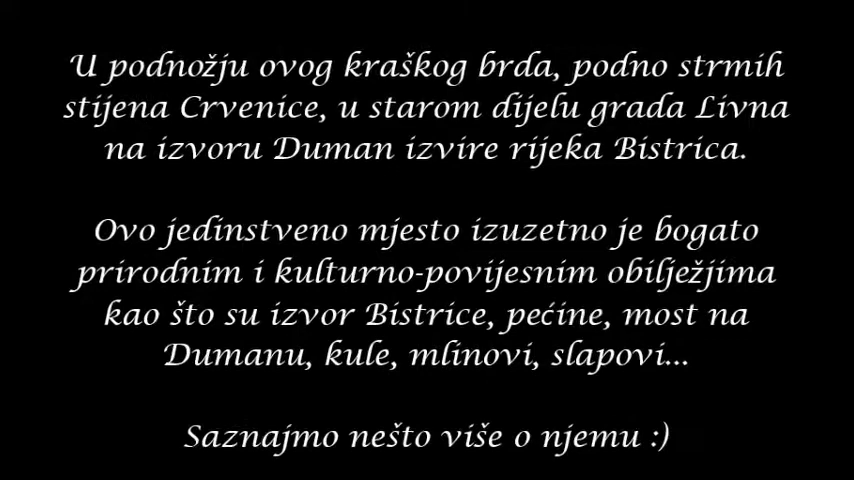 U podnožju ovog kraškog brda, podno strmih
stijena Crvenice, u starom dijelu grada Livna
na izvoru Duman izvire rijeka Bistrica.
Ovo jedinstveno mjesto izuzetno je bogato
prirodnim i kulturno-povijesnim obilježjima
kao što su izvor Bistrice, pećine, most na
Dumanu, kule, mlinovi, slapovi...
Saznajmo nešto više o njemu :)